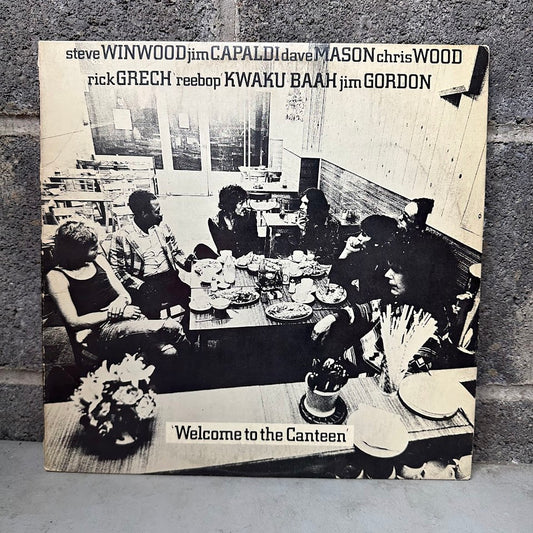 steve WINWOOD jim CAPALDI dave MASON chris WOOD
rick GRECH 'reebop' KWAKU BAAH jim GORDON
'Welcome to the Canteen'